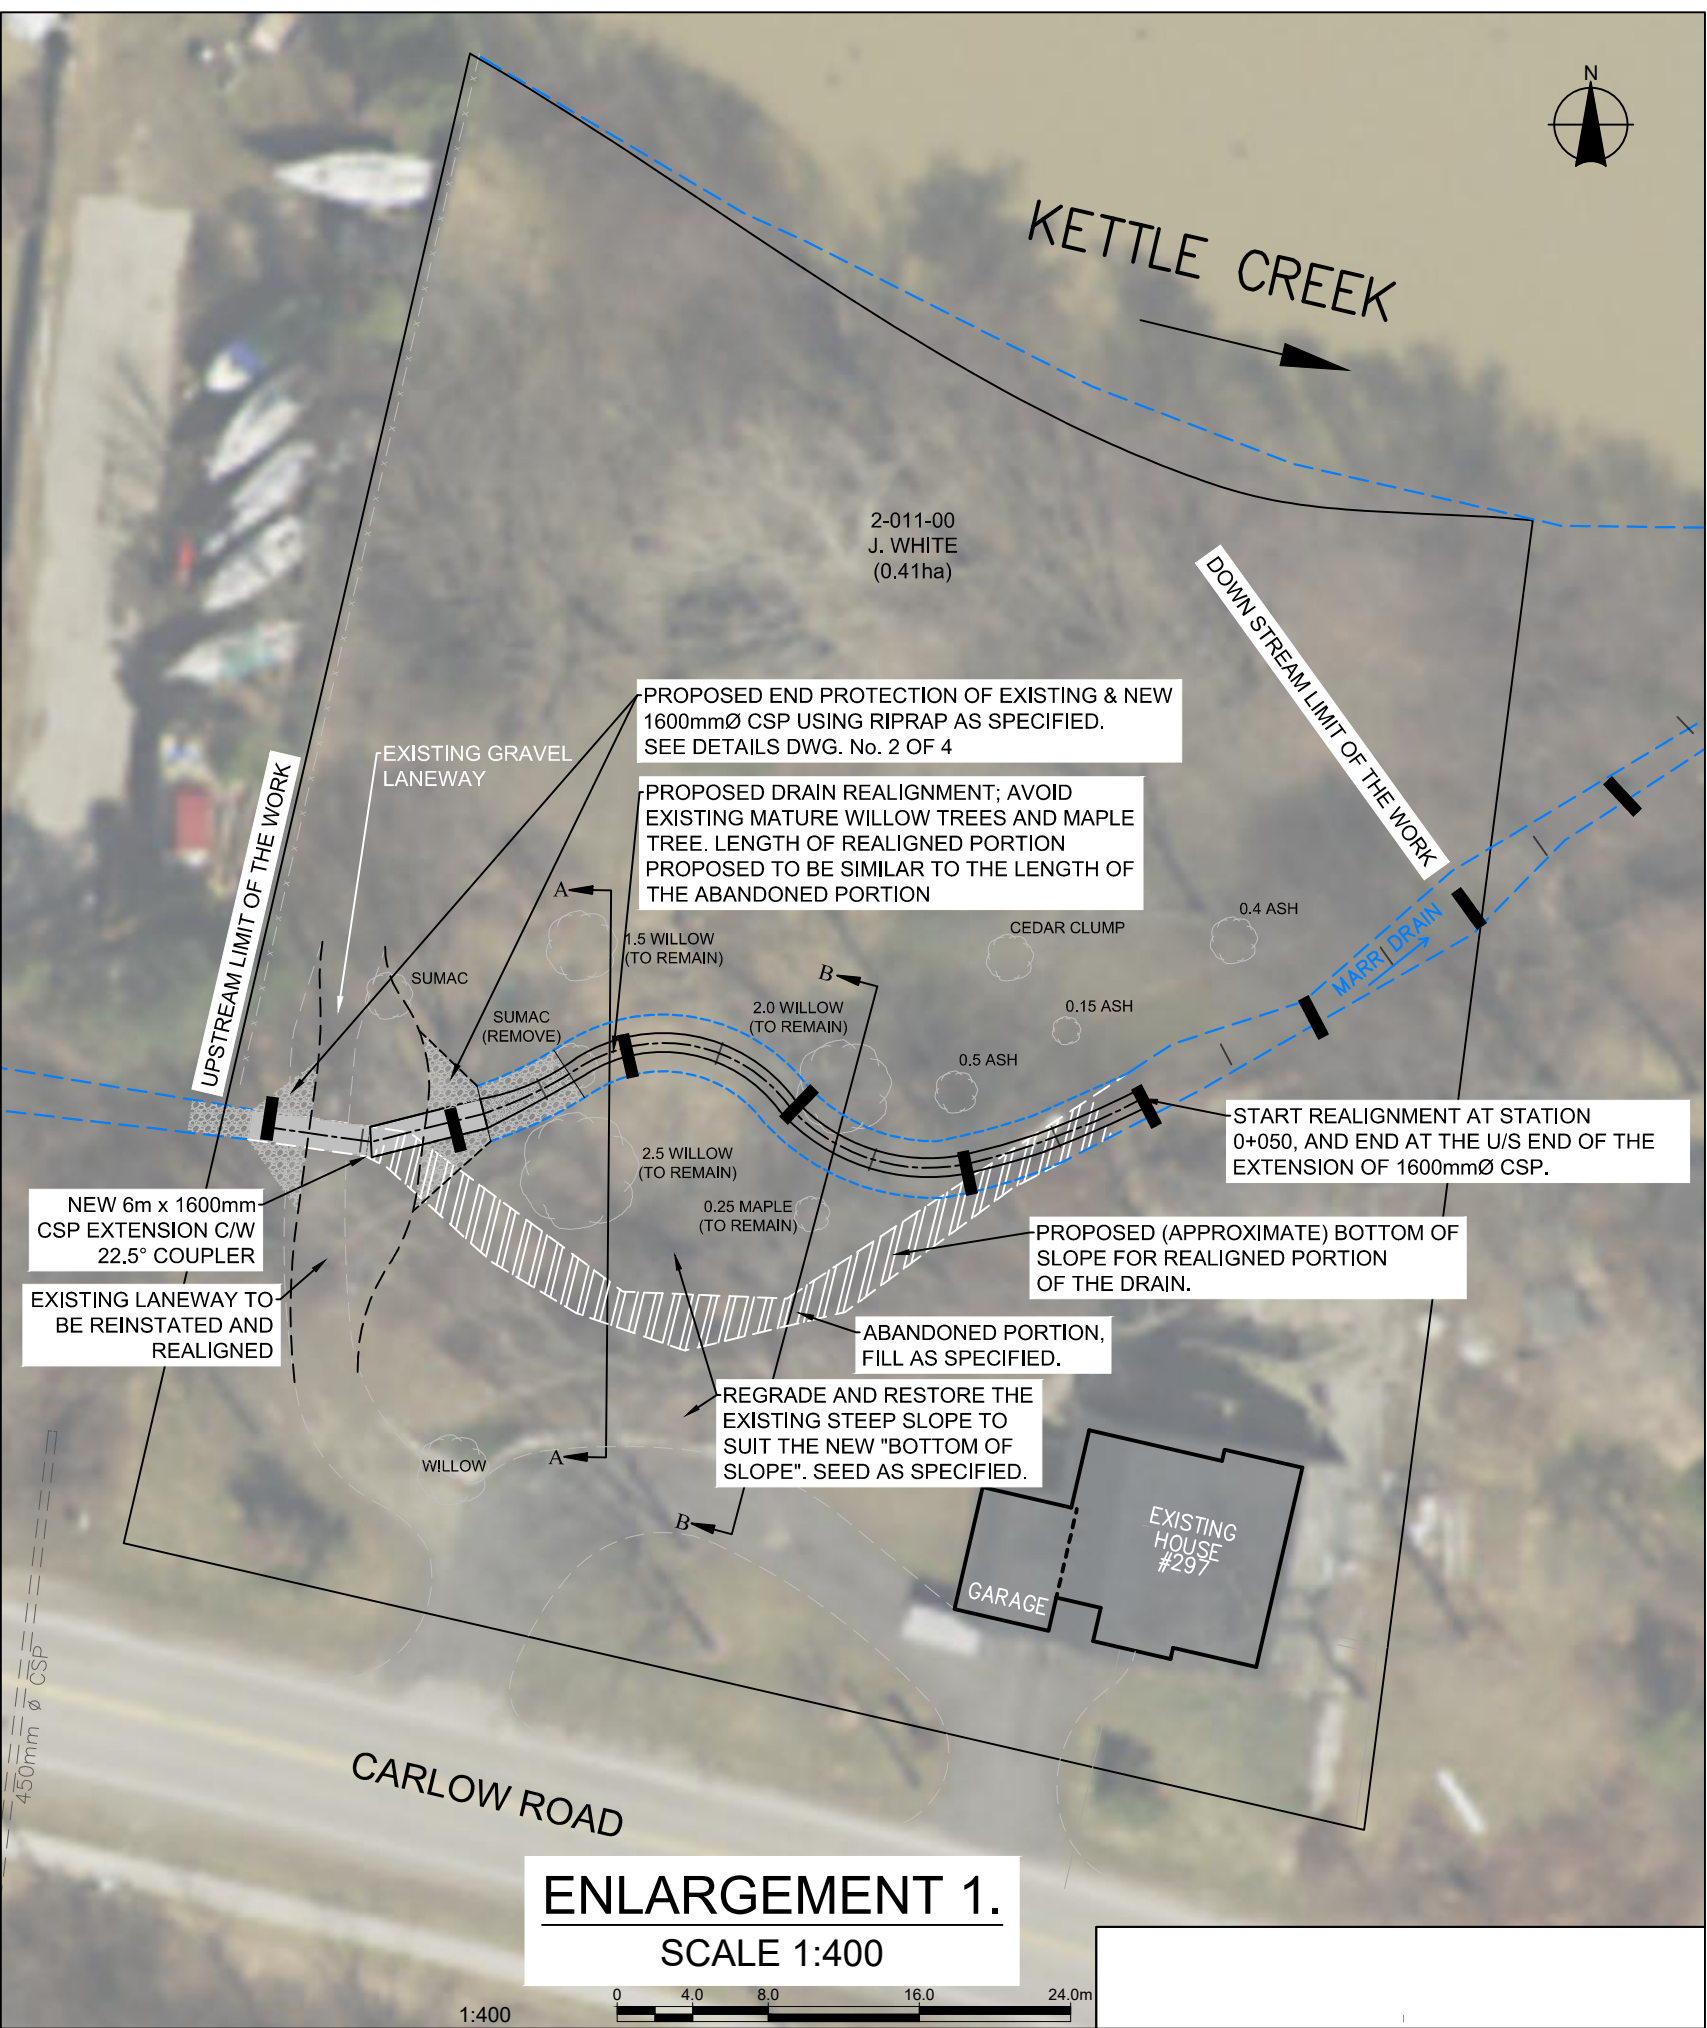 N
KETTLE CREEK
2-011-00
J. WHITE
(0.41ha)
DOWN STREAM LIMIT OF THE WORK
PROPOSED END PROTECTION OF EXISTING & NEW
1600mmØ CSP USING RIPRAP AS SPECIFIED.
SEE DETAILS DWG. No. 2 OF 4
EXISTING GRAVEL
LANEWAY
UPSTREAM LIMIT OF THE WORK
PROPOSED DRAIN REALIGNMENT; AVOID
EXISTING MATURE WILLOW TREES AND MAPLE
TREE. LENGTH OF REALIGNED PORTION
PROPOSED TO BE SIMILAR TO THE LENGTH OF
THE ABANDONED PORTION
A
1.5 WILLOW
(TO REMAIN)
CEDAR CLUMP
0.4 ASH
MARR DRAIN
SUMAC
B
SUMAC
(REMOVE)
2.0 WILLOW
(TO REMAIN)
0.15 ASH
0.5 ASH
START REALIGNMENT AT STATION
0+050, AND END AT THE U/S END OF THE
EXTENSION OF 1600mmØ CSP.
2.5 WILLOW
(TO REMAIN)
0.25 MAPLE
(TO REMAIN)
NEW 6m x 1600mm
CSP EXTENSION C/W
22.5° COUPLER
PROPOSED (APPROXIMATE) BOTTOM OF
SLOPE FOR REALIGNED PORTION
OF THE DRAIN.
EXISTING LANEWAY TO
BE REINSTATED AND
REALIGNED
ABANDONED PORTION,
FILL AS SPECIFIED.
REGRADE AND RESTORE THE
EXISTING STEEP SLOPE TO
SUIT THE NEW "BOTTOM OF
SLOPE". SEED AS SPECIFIED.
WILLOW
A
B
EXISTING
HOUSE
#297
GARAGE
450mm Ø CSP
CARLOW ROAD
ENLARGEMENT 1.
SCALE 1:400
1:400
0 4.0 8.0 16.0 24.0m